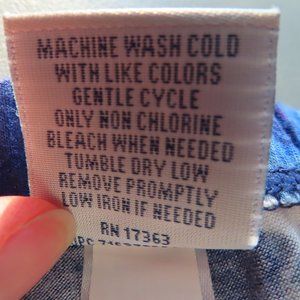 MACHINE WASH COLD
WITH LIKE COLORS
GENTLE CYCLE
ONLY NON CHLORINE
BLEACH WHEN NEEDED
TUMBLE DRY LOW
REMOVE PROMPTLY
LOW IRON IF NEEDED
RN 17363